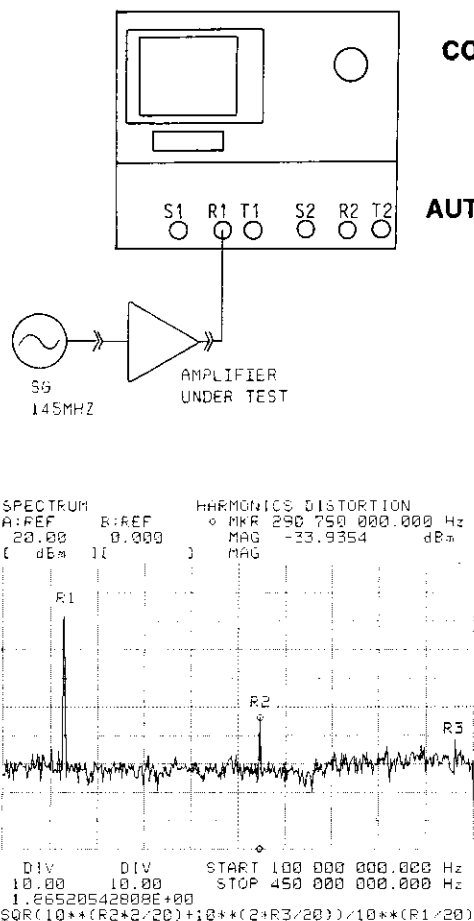 CO
S1 R1 T1 S2 R2 T2
AUT
SG
145MHZ
AMPLIFIER
UNDER TEST
SPECTRUM HARMONICS DISTORTION
A:REF B:REF o MKR 290 750 000.000 Hz
20.00 0.000 MAG -33.9354 dBm
[ dBm ][ ] MAG
R1
R2
R3
DIV DIV START 100 000 000.000 Hz
10.00 10.00 STOP 450 000 000.000 Hz
1.865205542808E+00
SQR(10**(R2*2/20)+10**(2*R3/20))/10**(R1/20)